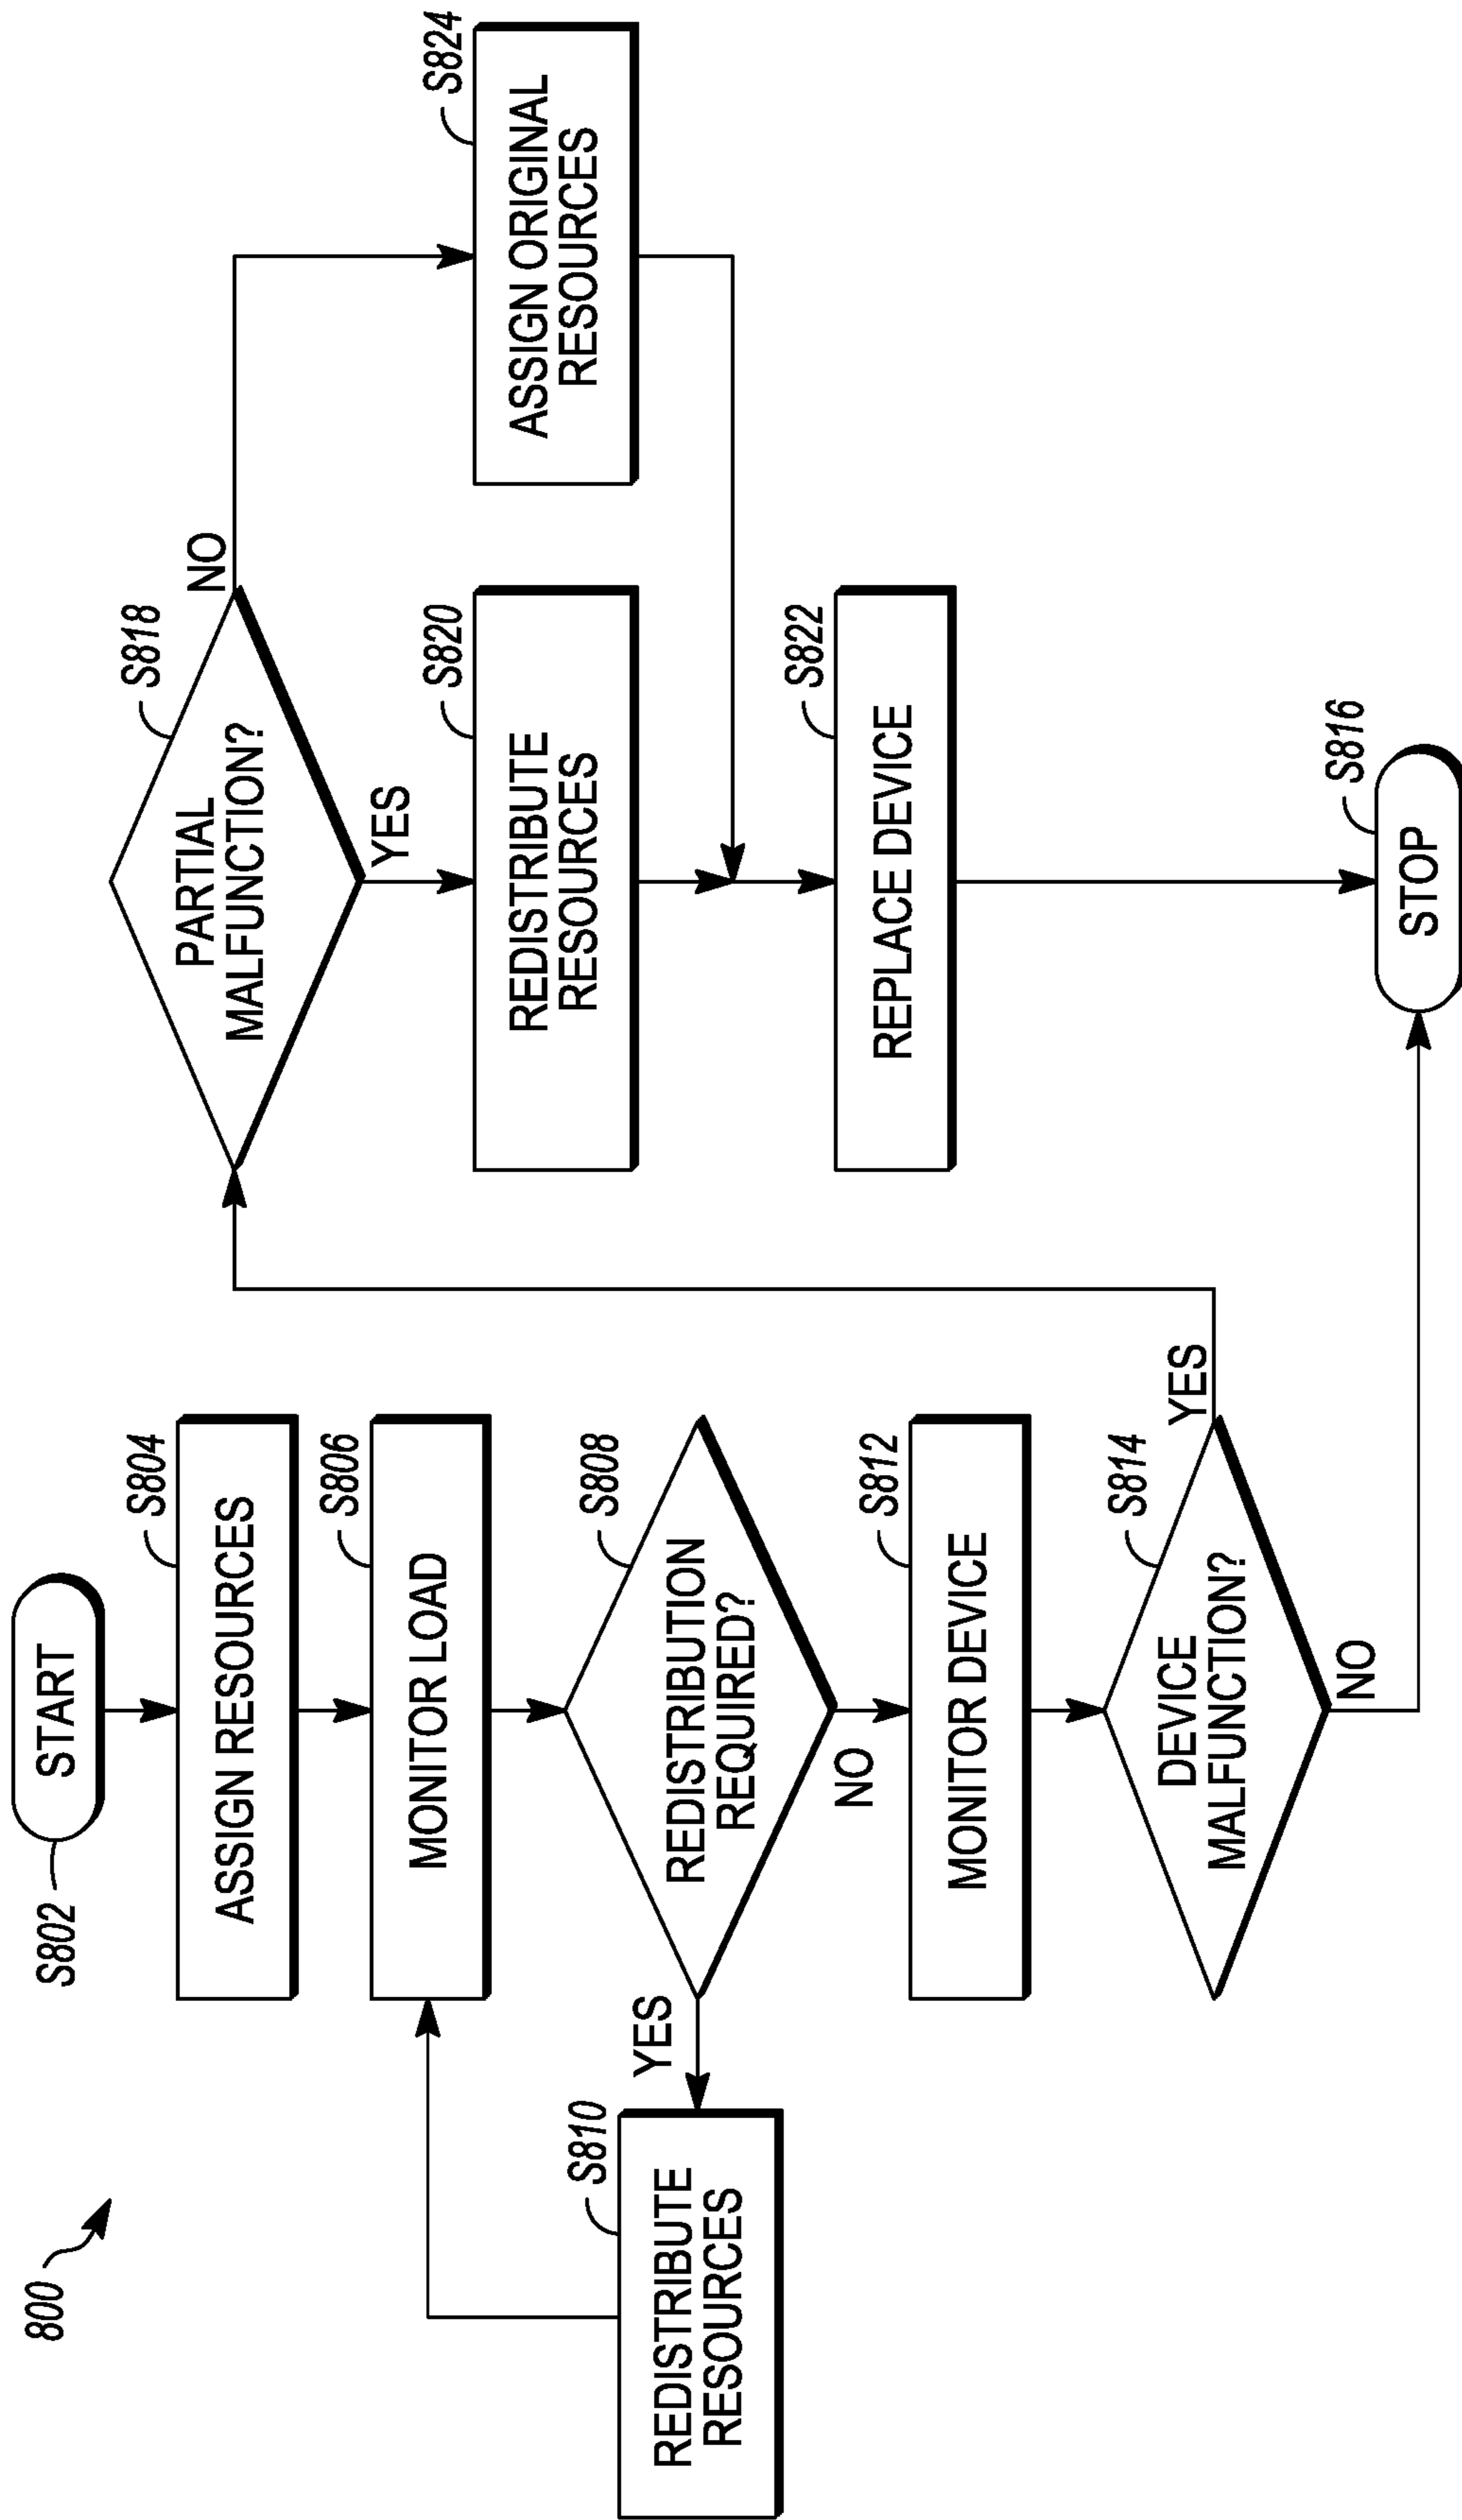 800
S802
START
S804
ASSIGN RESOURCES
S806
MONITOR LOAD
S808
REDISTRIBUTION
REQUIRED?
YES
S810
REDISTRIBUTE
RESOURCES
NO
S812
MONITOR DEVICE
S814
DEVICE
MALFUNCTION?
YES
NO
S818
PARTIAL
MALFUNCTION?
NO
YES
S820
REDISTRIBUTE
RESOURCES
S824
ASSIGN ORIGINAL
RESOURCES
S822
REPLACE DEVICE
S816
STOP